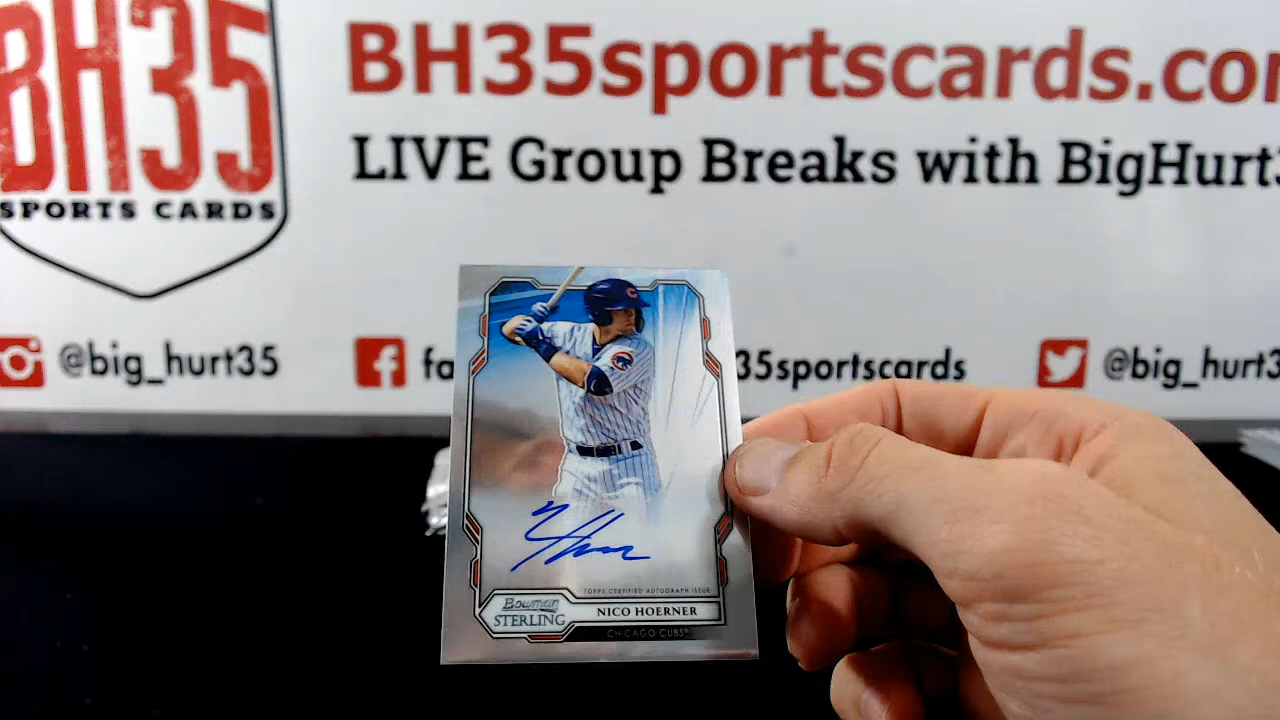 BH35
SPORTS CARDS
BH35sportscards.co
LIVE Group Breaks with BigHurt3
@big_hurt35
fa
35sportscards
@big_hurt3
TOPPS CERTIFIED AUTOGRAPH ISSUE
Bowman
STERLING
NICO HOERNER
CHICAGO CUBS